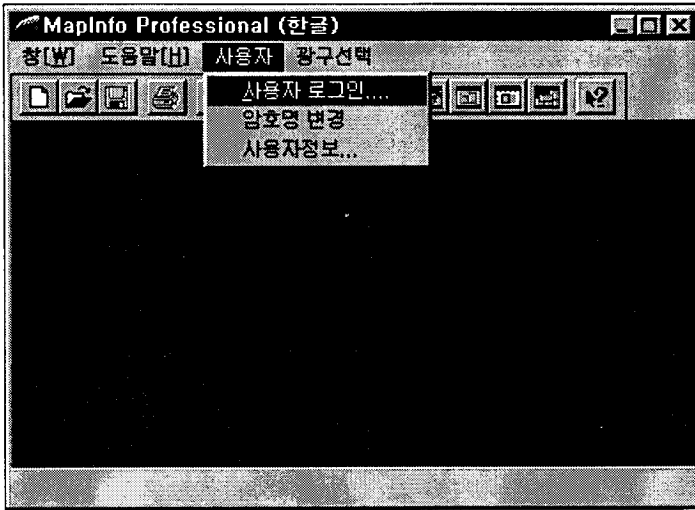 MapInfo Professional (한글)
창[W] 도움말[H] 사용자 광구선택
사용자 로그인....
암호명 변경
사용자정보...